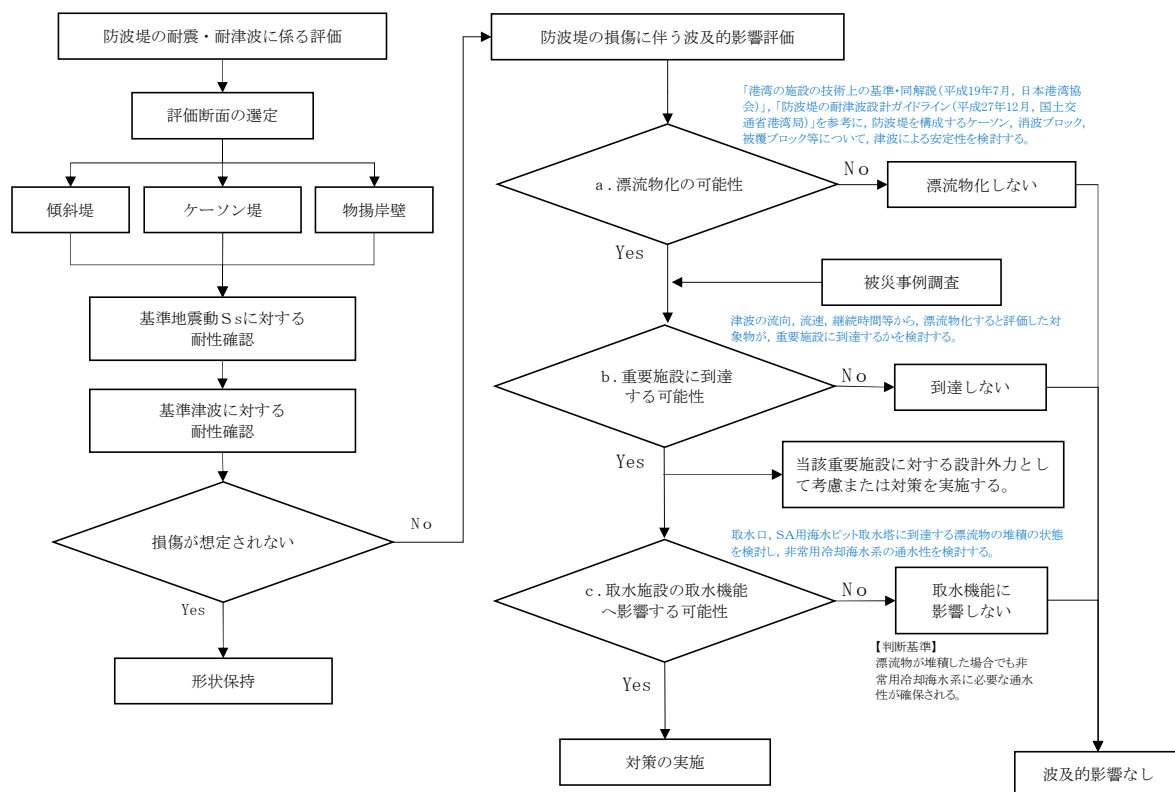 防波堤の耐震・耐津波に係る評価
評価断面の選定
傾斜堤
ケーソン堤
物揚岸壁
基準地震動Ssに対する
耐性確認
基準津波に対する
耐性確認
損傷が想定されない
No
Yes
形状保持
防波堤の損傷に伴う波及的影響評価
「港湾の施設の技術上の基準・同解説(平成19年7月,日本港湾協
会)」,「防波堤の耐津波設計ガイドライン(平成27年12月,国土交
通省港湾局)」を参考に,防波堤を構成するケーソン,消波ブロック,
被覆ブロック等について,津波による安定性を検討する。
a.漂流物化の可能性
No
漂流物化しない
Yes
被災事例調査
津波の流向,流速,継続時間等から,漂流物化すると評価した対
象物が,重要施設に到達するかを検討する。
b.重要施設に到達
する可能性
No
到達しない
Yes
当該重要施設に対する設計外力とし
て考慮または対策を実施する。
取水口,SA用海水ピット取水塔に到達する漂流物の堆積の状態
を検討し,非常用冷却海水系の通水性を検討する。
c.取水施設の取水機能
へ影響する可能性
No
取水機能に
影響しない
【判断基準】
漂流物が堆積した場合でも非
常用冷却海水系に必要な通水
性が確保される。
Yes
対策の実施
波及的影響なし